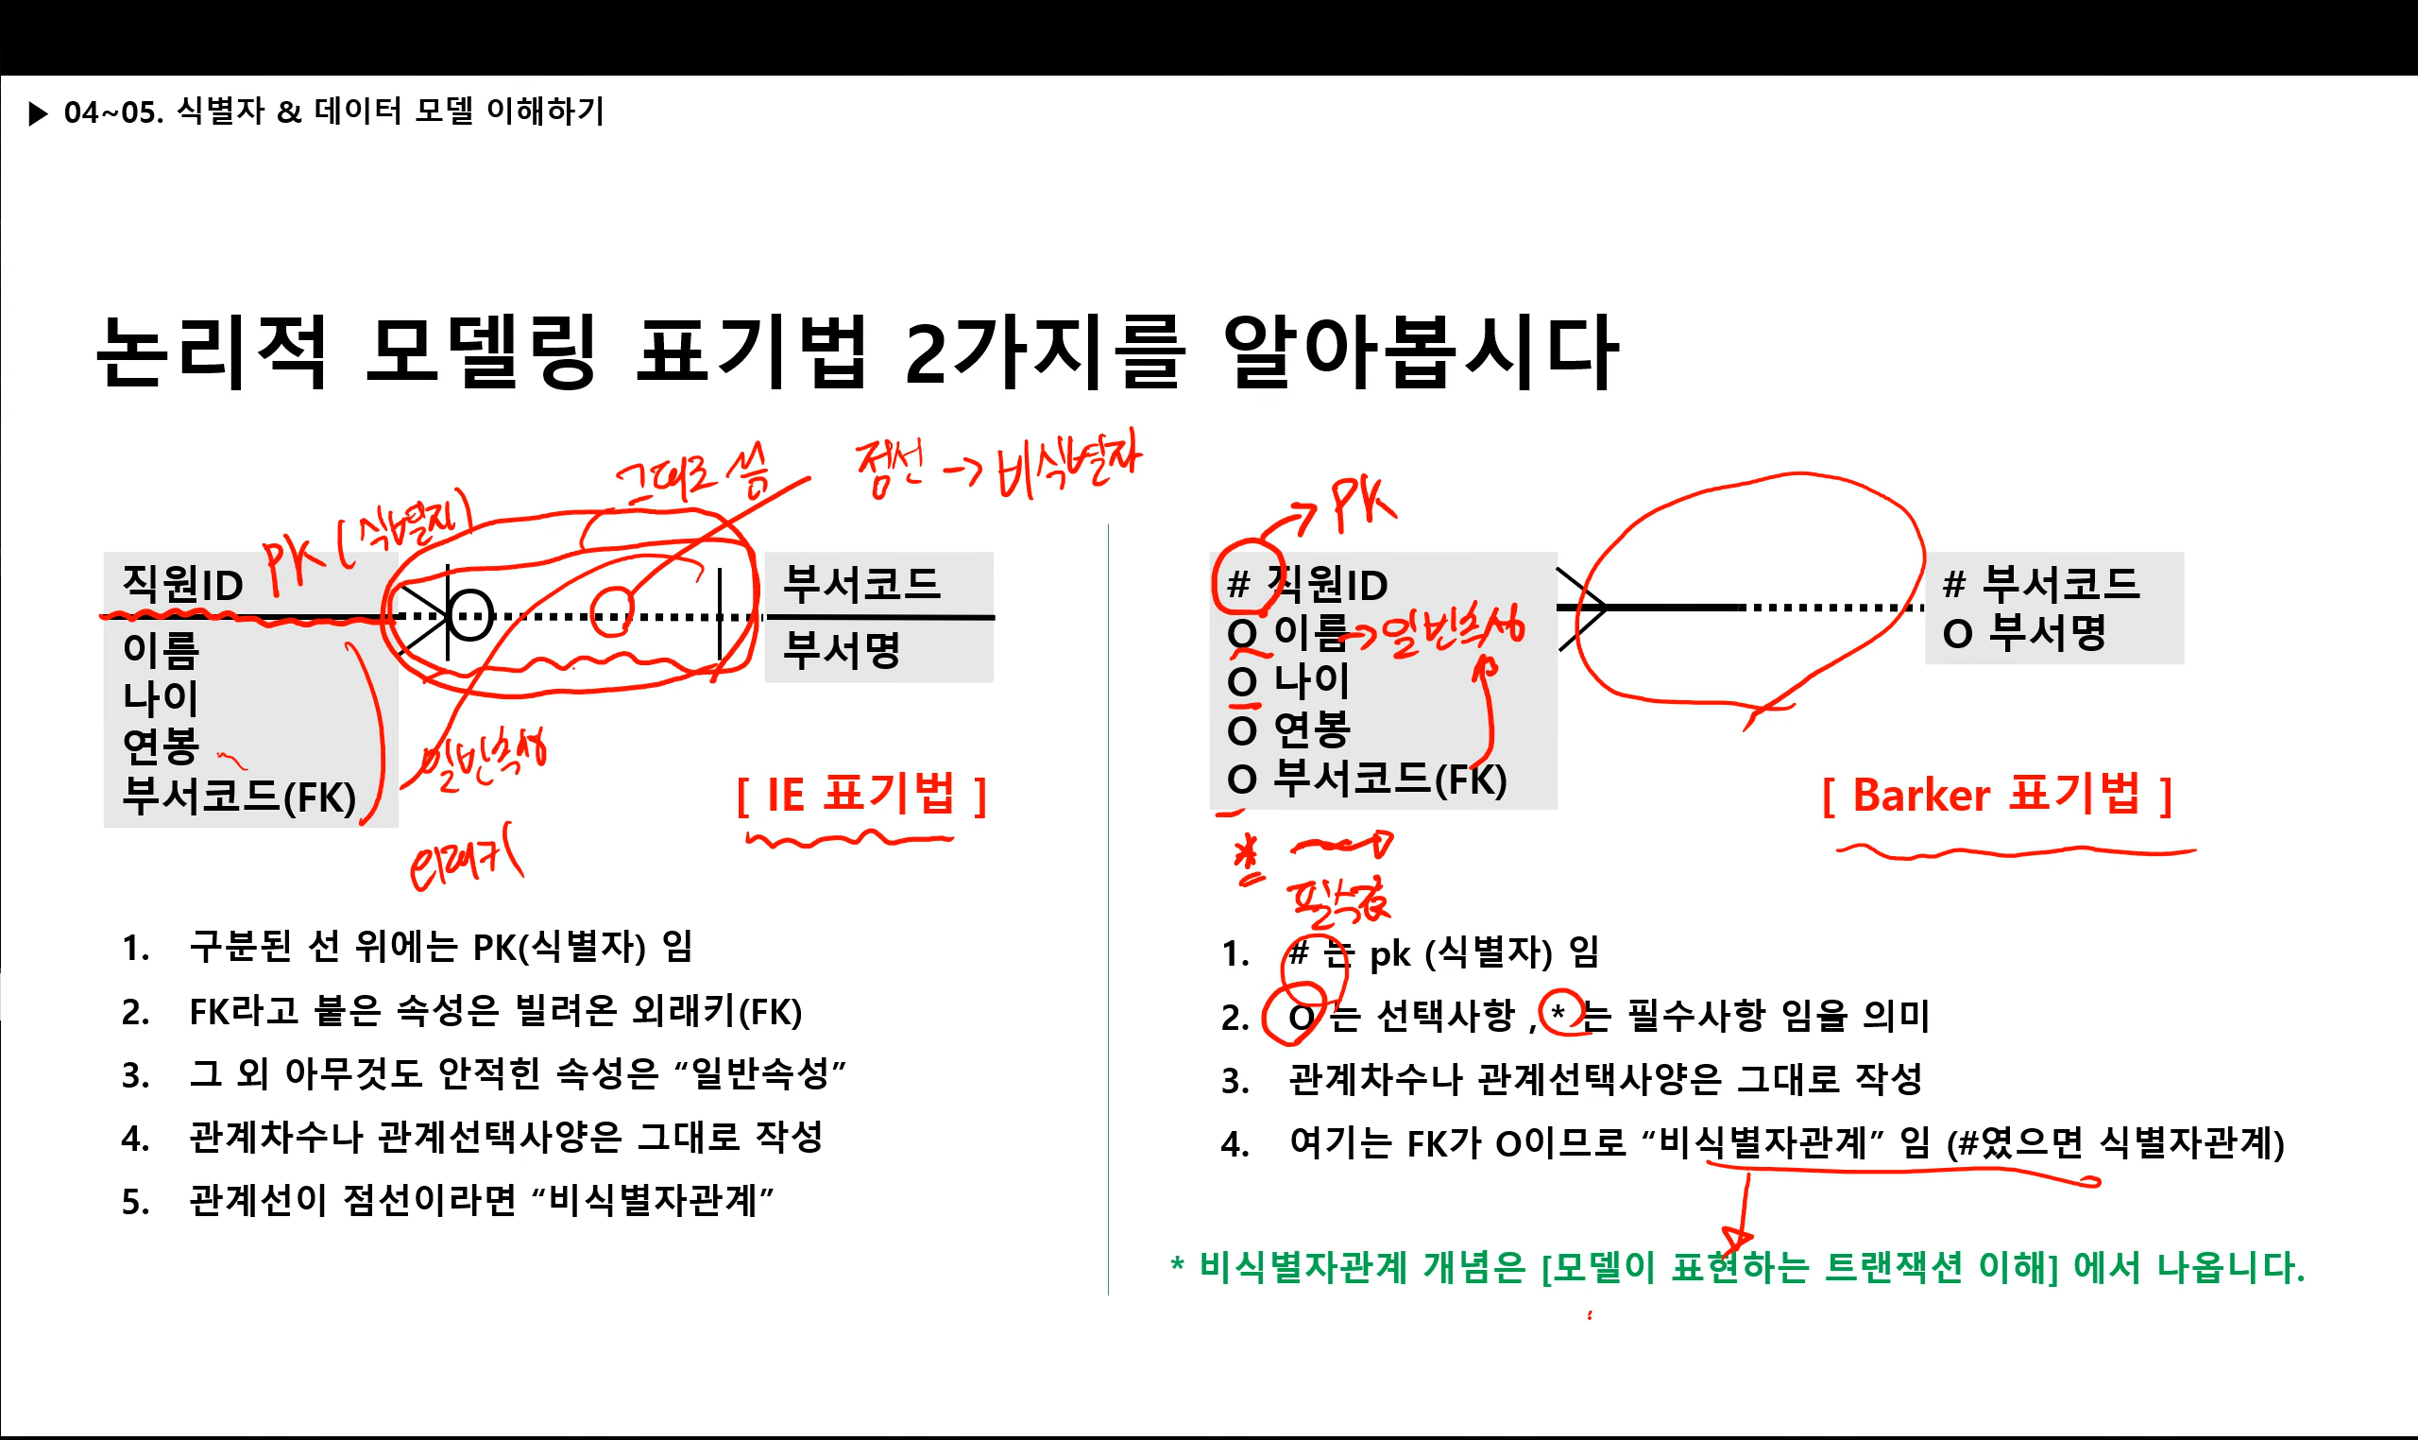 ▶ 04~05. 식별자 & 데이터 모델 이해하기
논리적 모델링 표기법 2가지를 알아봅시다
그대로 씀
점선 -> 비식별자
PK (식별자)
직원ID
이름
나이
연봉
부서코드(FK)
부서코드
부서명
일반속성
외래키
[ IE 표기법 ]
1. 구분된 선 위에는 PK(식별자) 임
2. FK라고 붙은 속성은 빌려온 외래키(FK)
3. 그 외 아무것도 안적힌 속성은 “일반속성”
4. 관계차수나 관계선택사양은 그대로 작성
5. 관계선이 점선이라면 “비식별자관계”
→ PK
# 직원ID
O 이름 → 일반속성
O 나이
O 연봉
O 부서코드(FK)
# 부서코드
O 부서명
[ Barker 표기법 ]
* →
1. # 는 pk (식별자) 임
2. O 는 선택사항 , * 는 필수사항 임을 의미
3. 관계차수나 관계선택사양은 그대로 작성
4. 여기는 FK가 O이므로 “비식별자관계” 임 (#였으면 식별자관계)
* 비식별자관계 개념은 [모델이 표현하는 트랜잭션 이해] 에서 나옵니다.